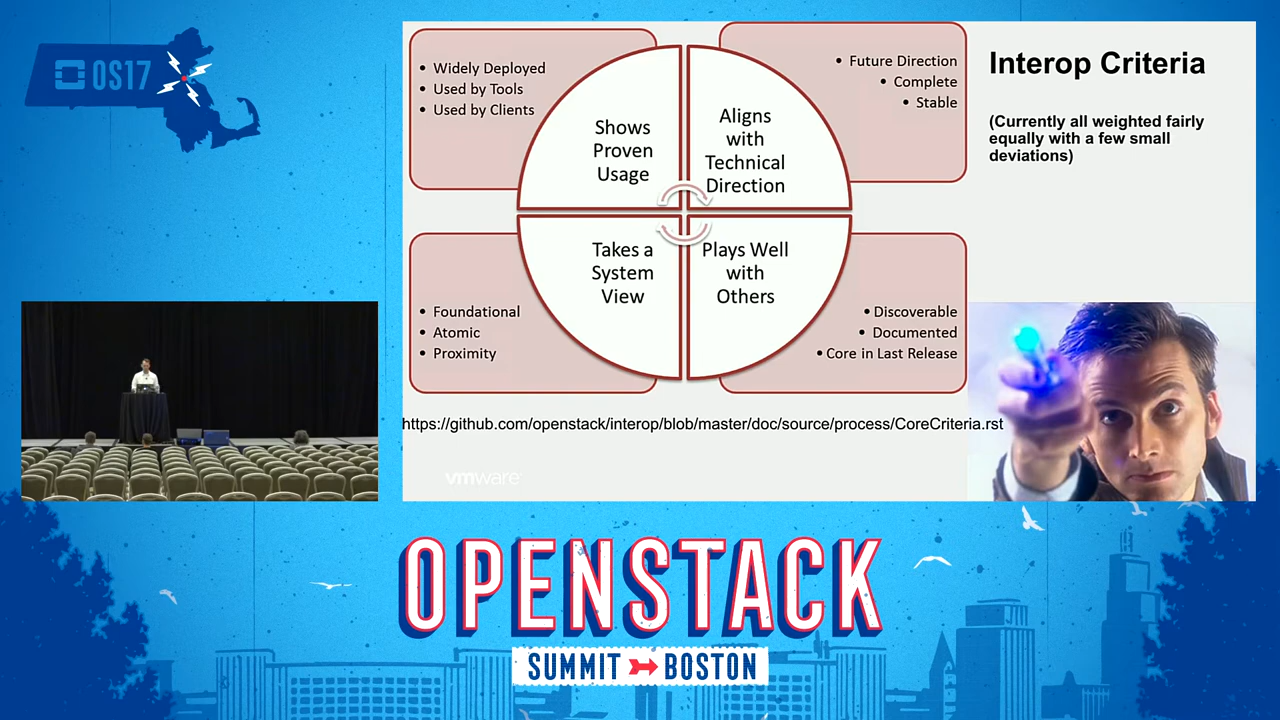 OS17
• Widely Deployed
• Used by Tools
• Used by Clients
Shows
Proven
Usage
Aligns
with
Technical
Direction
• Future Direction
• Complete
• Stable
Interop Criteria
(Currently all weighted fairly
equally with a few small
deviations)
• Foundational
• Atomic
• Proximity
Takes a
System
View
Plays Well
with
Others
• Discoverable
• Documented
• Core in Last Release
https://github.com/openstack/interop/blob/master/doc/source/process/CoreCriteria.rst
vmware
OPENSTACK
SUMMIT BOSTON